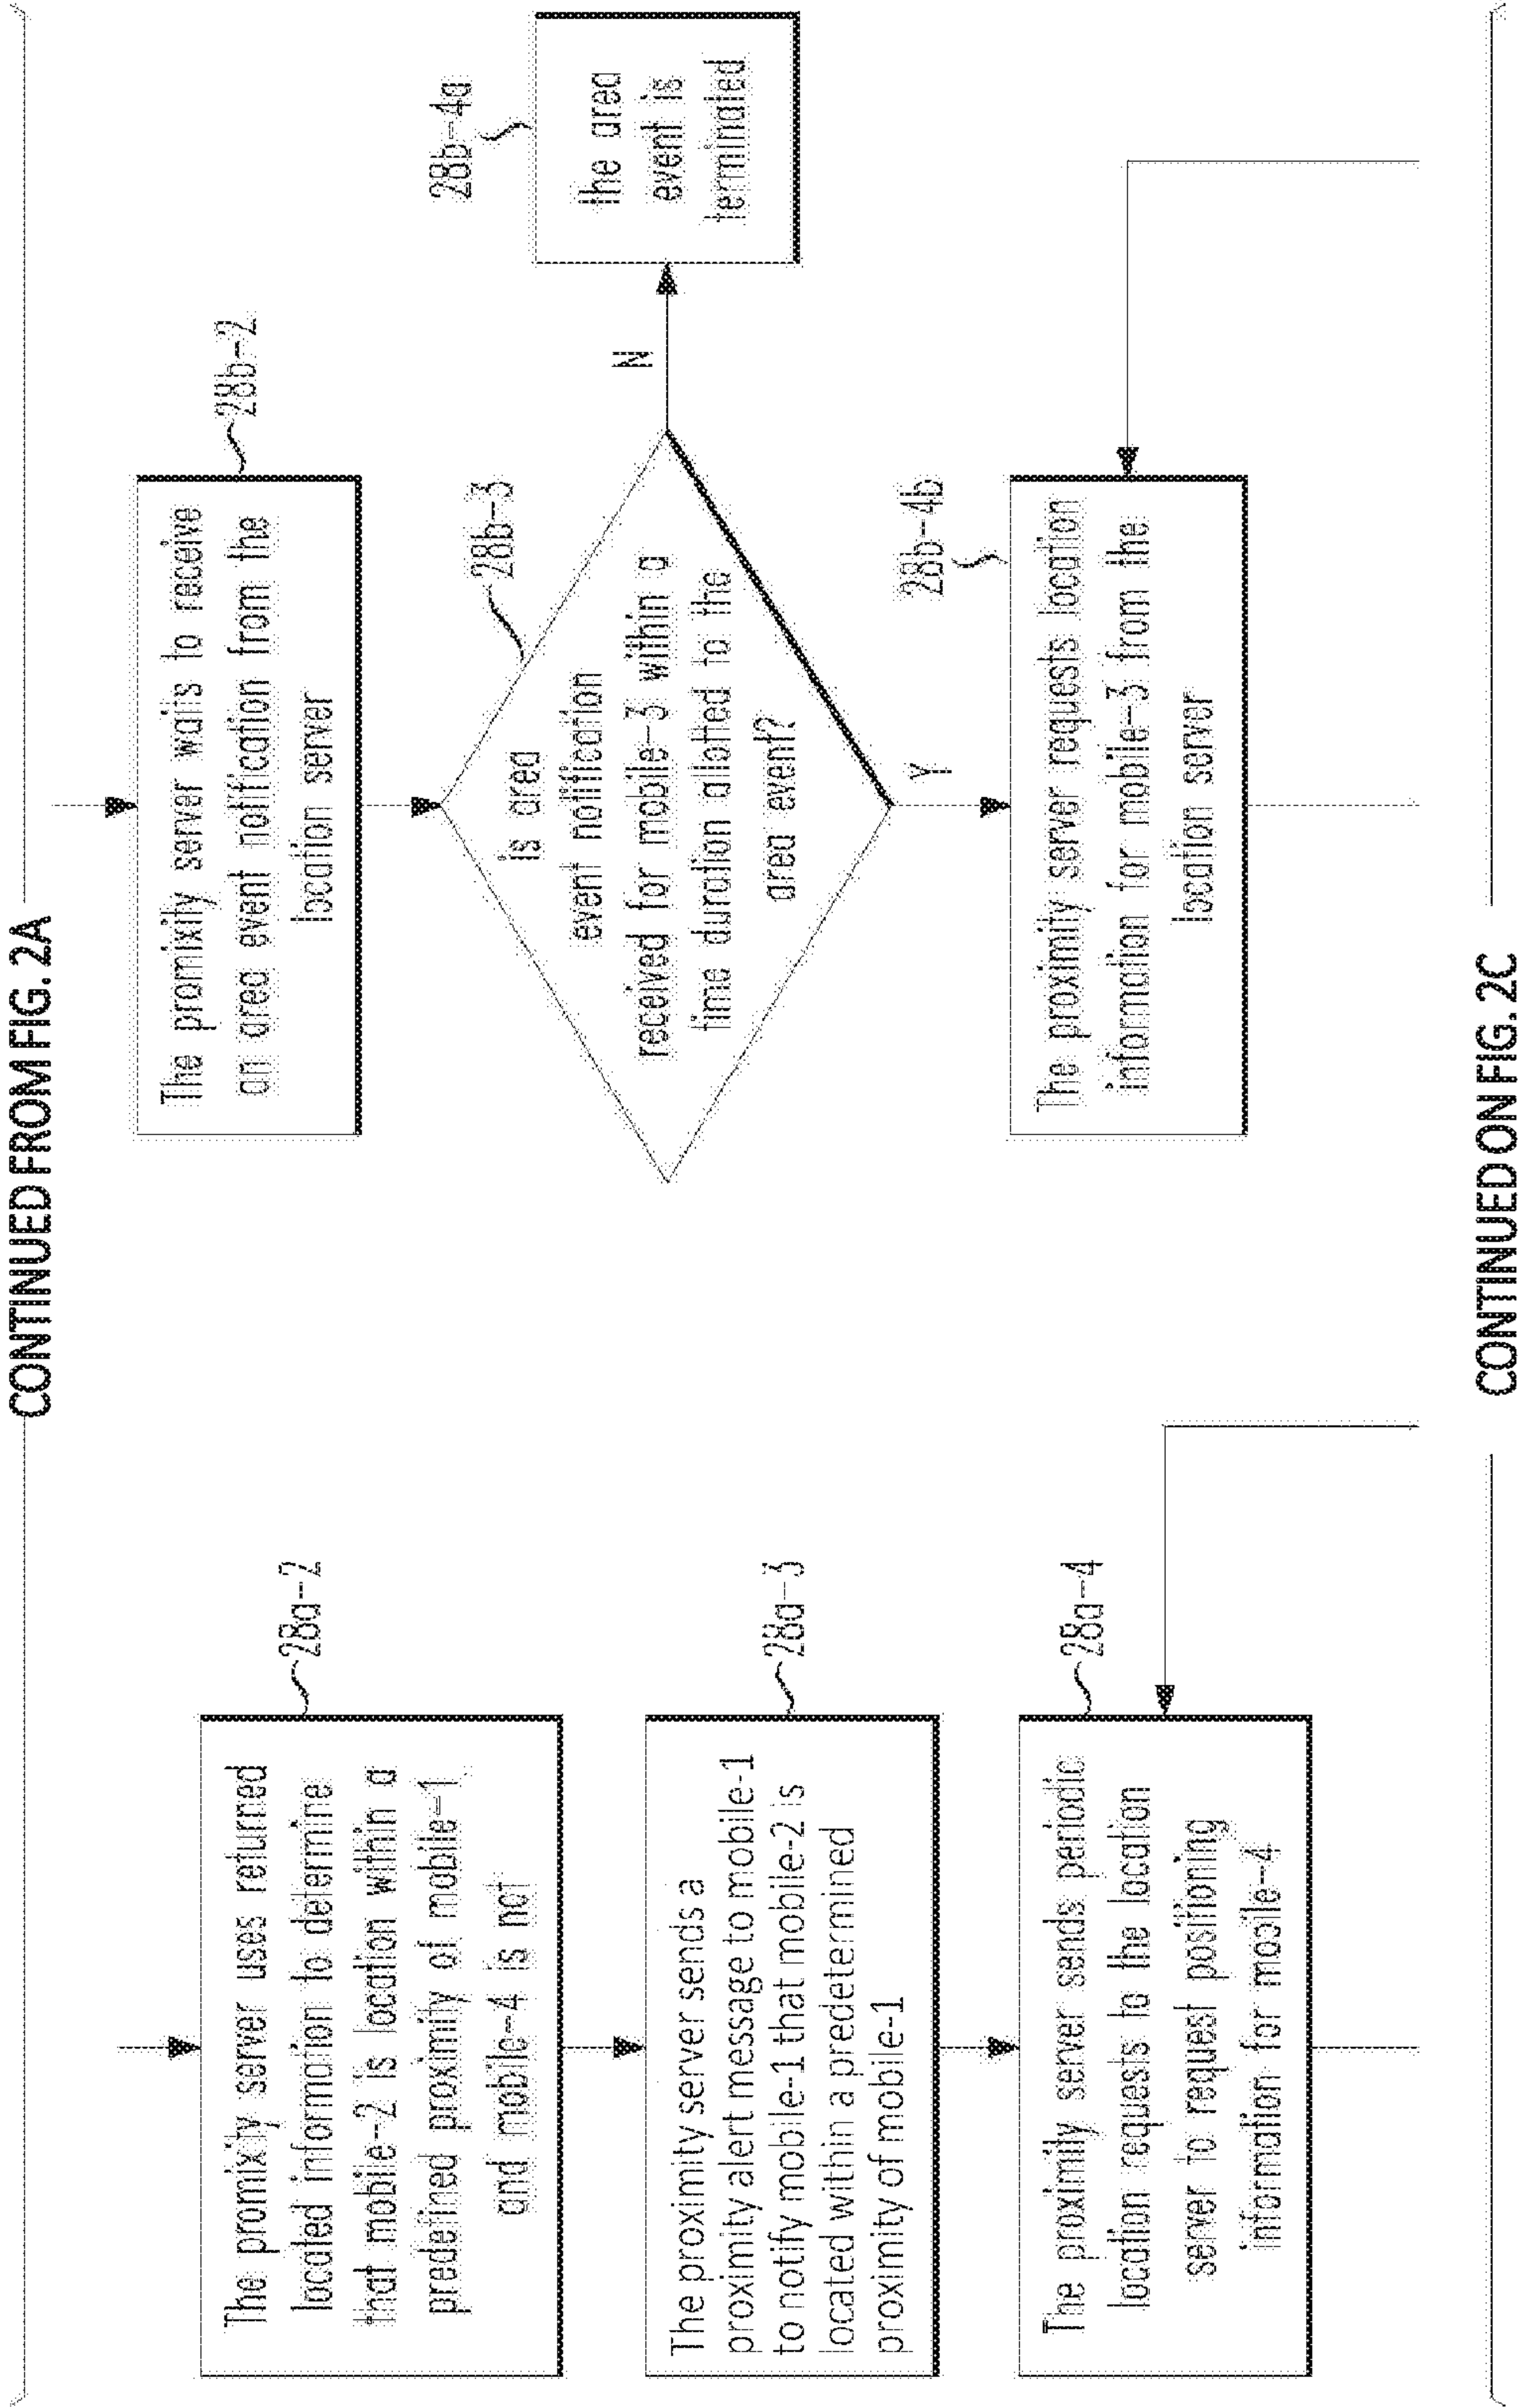 CONTINUED FROM FIG. 2A
The promixity server uses returned
located information to determine
that mobile-2 is location within a
predefined proximity of mobile-1
and mobile-4 is not
28a-2
The proximity server sends a
proximity alert message to mobile-1
to notify mobile-1 that mobile-2 is
located within a predetermined
proximity of mobile-1
28a-3
The proximily server sends periodic
location requests to the location
server to request positioning
information for mobile-4
28a-4
The promixity server waits to receive
an area event notification from the
location server
28b-2
is area
event notification
received for mobile-3 within a
time duration allotted to the
area event?
28b-3
N
the area
event is
terminated
28b-4a
Y
The proximity server requests location
information for mobile-3 from the
location server
28b-4b
CONTINUED ON FIG. 2C